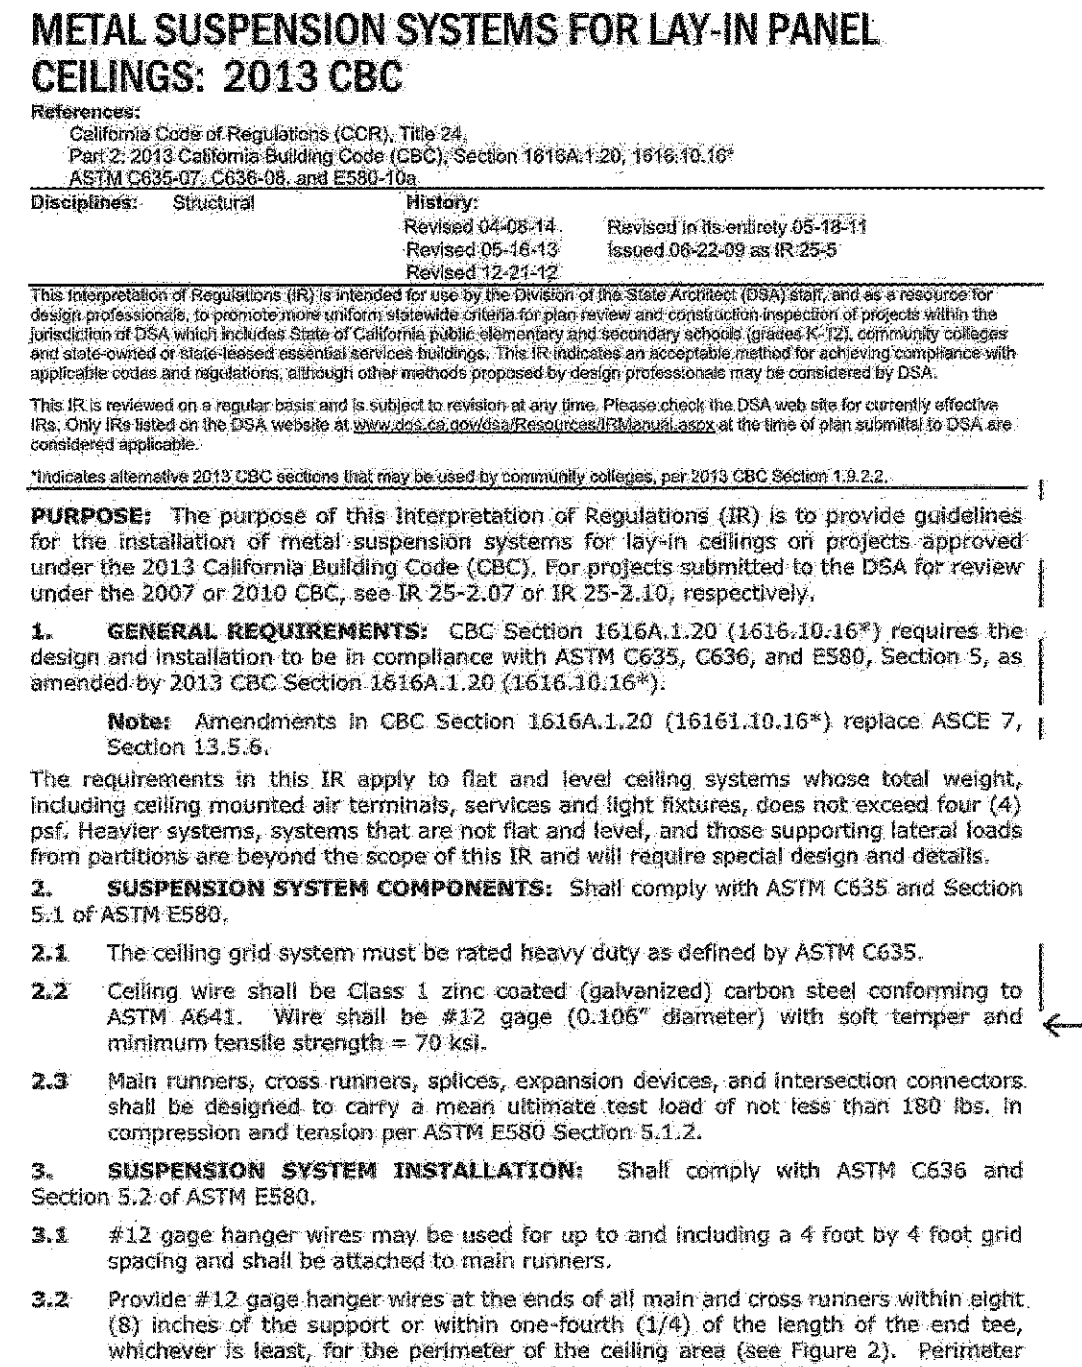 METAL SUSPENSION SYSTEMS FOR LAY-IN PANEL
CEILINGS: 2013 CBC
References:
California Code of Regulations (CCR), Title 24,
Part 2: 2013 California Building Code (CBC), Section 1616A.1.20, 1616.10.16*
ASTM C635-07, C636-08, and E580-10a
Disciplines: Structural History:
Revised 04-08-14 Revised in its entirety 05-18-11
Revised 05-16-13 Issued 06-22-09 as IR 25-5
Revised 12-21-12
This Interpretation of Regulations (IR) is intended for use by the Division of the State Architect (DSA) staff, and as a resource for
design professionals, to promote more uniform statewide criteria for plan review and construction inspection of projects within the
jurisdiction of DSA which includes State of California public elementary and secondary schools (grades K-12), community colleges
and state-owned or state-leased essential services buildings. This IR indicates an acceptable method for achieving compliance with
applicable codes and regulations, although other methods proposed by design professionals may be considered by DSA.
This IR is reviewed on a regular basis and is subject to revision at any time. Please check the DSA web site for currently effective
IRs. Only IRs listed on the DSA website at www.dgs.ca.gov/dsa/Resources/IRManual.aspx at the time of plan submittal to DSA are
considered applicable.
*Indicates alternative 2013 CBC sections that may be used by community colleges, per 2013 CBC Section 1.9.2.2.
PURPOSE: The purpose of this Interpretation of Regulations (IR) is to provide guidelines
for the installation of metal suspension systems for lay-in ceilings on projects approved
under the 2013 California Building Code (CBC). For projects submitted to the DSA for review
under the 2007 or 2010 CBC, see IR 25-2.07 or IR 25-2.10, respectively.
1. GENERAL REQUIREMENTS: CBC Section 1616A.1.20 (1616.10.16*) requires the
design and installation to be in compliance with ASTM C635, C636, and E580, Section 5, as
amended by 2013 CBC Section 1616A.1.20 (1616.10.16*).
Note: Amendments in CBC Section 1616A.1.20 (16161.10.16*) replace ASCE 7,
Section 13.5.6.
The requirements in this IR apply to flat and level ceiling systems whose total weight,
including ceiling mounted air terminals, services and light fixtures, does not exceed four (4)
psf. Heavier systems, systems that are not flat and level, and those supporting lateral loads
from partitions are beyond the scope of this IR and will require special design and details.
2. SUSPENSION SYSTEM COMPONENTS: Shall comply with ASTM C635 and Section
5.1 of ASTM E580.
2.1 The ceiling grid system must be rated heavy duty as defined by ASTM C635.
2.2 Ceiling wire shall be Class 1 zinc coated (galvanized) carbon steel conforming to
ASTM A641. Wire shall be #12 gage (0.106" diameter) with soft temper and
minimum tensile strength = 70 ksi.
2.3 Main runners, cross runners, splices, expansion devices, and intersection connectors
shall be designed to carry a mean ultimate test load of not less than 180 lbs. in
compression and tension per ASTM E580 Section 5.1.2.
3. SUSPENSION SYSTEM INSTALLATION: Shall comply with ASTM C636 and
Section 5.2 of ASTM E580.
3.1 #12 gage hanger wires may be used for up to and including a 4 foot by 4 foot grid
spacing and shall be attached to main runners.
3.2 Provide #12 gage hanger wires at the ends of all main and cross runners within eight
(8) inches of the support or within one-fourth (1/4) of the length of the end tee,
whichever is least, for the perimeter of the ceiling area (see Figure 2). Perimeter